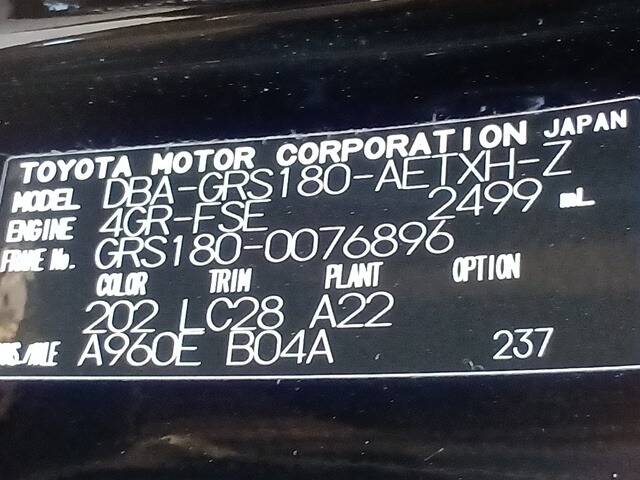 TOYOTA MOTOR CORPORATION JAPAN
MODEL DBA-GRS180-AETXH-Z
ENGINE 4GR-FSE 2499 mL
FRAME No. GRS180-0076896
COLOR TRIM PLANT OPTION
202 LC28 A22
/AXLE A960E B04A 237